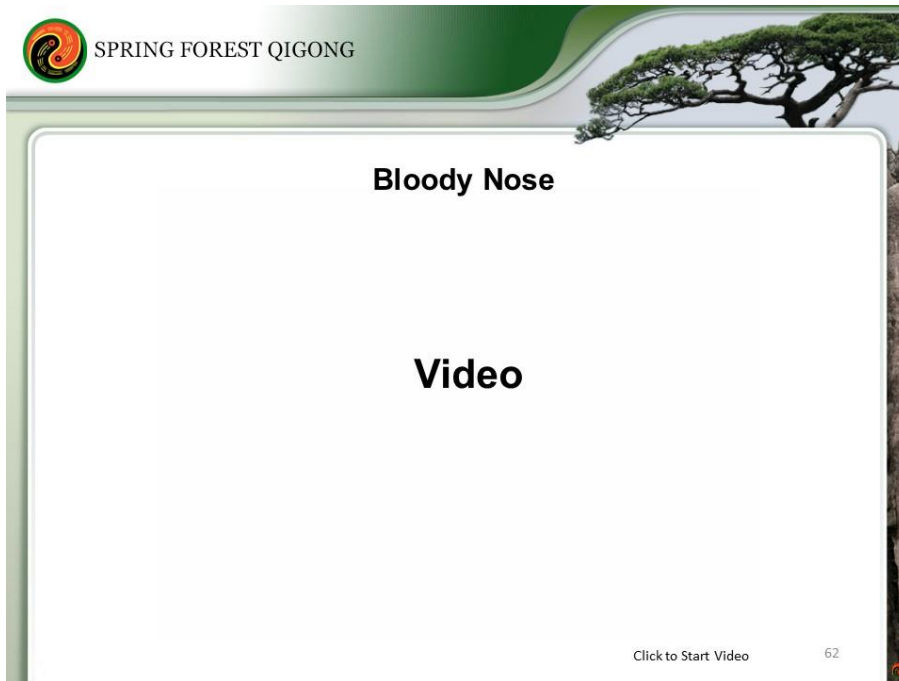 SPRING FOREST QIGONG
Bloody Nose
Video
Click to Start Video
62